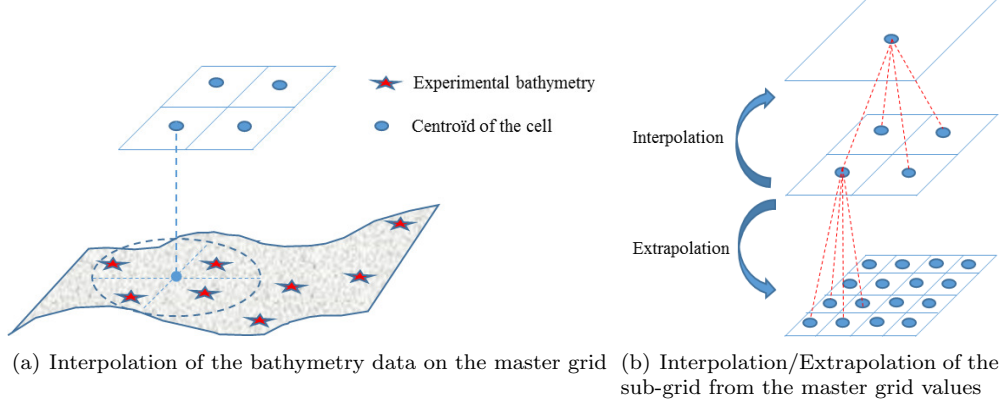 Experimental bathymetry
Centroïd of the cell
(a) Interpolation of the bathymetry data on the master grid
Interpolation
Extrapolation
(b) Interpolation/Extrapolation of the
sub-grid from the master grid values